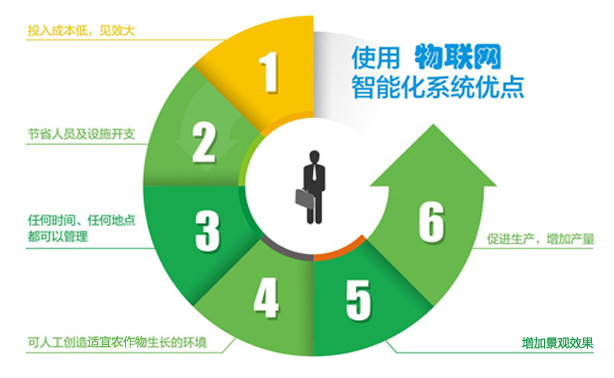 投入成本低，见效大
1
使用 物联网
智能化系统优点
节省人员及设施开支
2
任何时间、任何地点
都可以管理
3
可人工创造适宜农作物生长的环境
4
5
增加景观效果
6
促进生产，增加产量